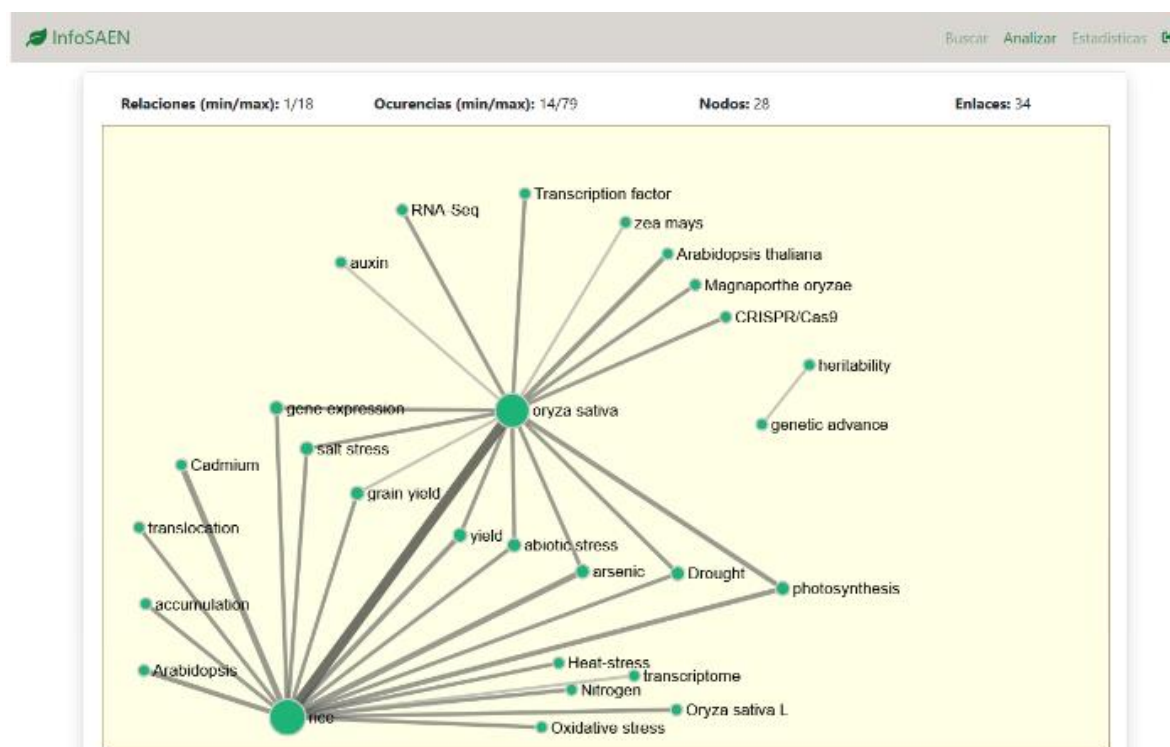 InfoSAEN
Buscar Analizar Estadísticas
Relaciones (min/max): 1/18 Ocurencias (min/max): 14/79 Nodos: 28 Enlaces: 34
Transcription factor
RNA-Seq
zea mays
Arabidopsis thaliana
auxin
Magnaporthe oryzae
CRISPR/Cas9
heritability
gene expression
oryza sativa
genetic advance
salt stress
Cadmium
grain yield
translocation
yield
abiotic stress
arsenic
Drought
photosynthesis
accumulation
Heat-stress
Arabidopsis
transcriptome
Nitrogen
Oryza sativa L
rice
Oxidative stress